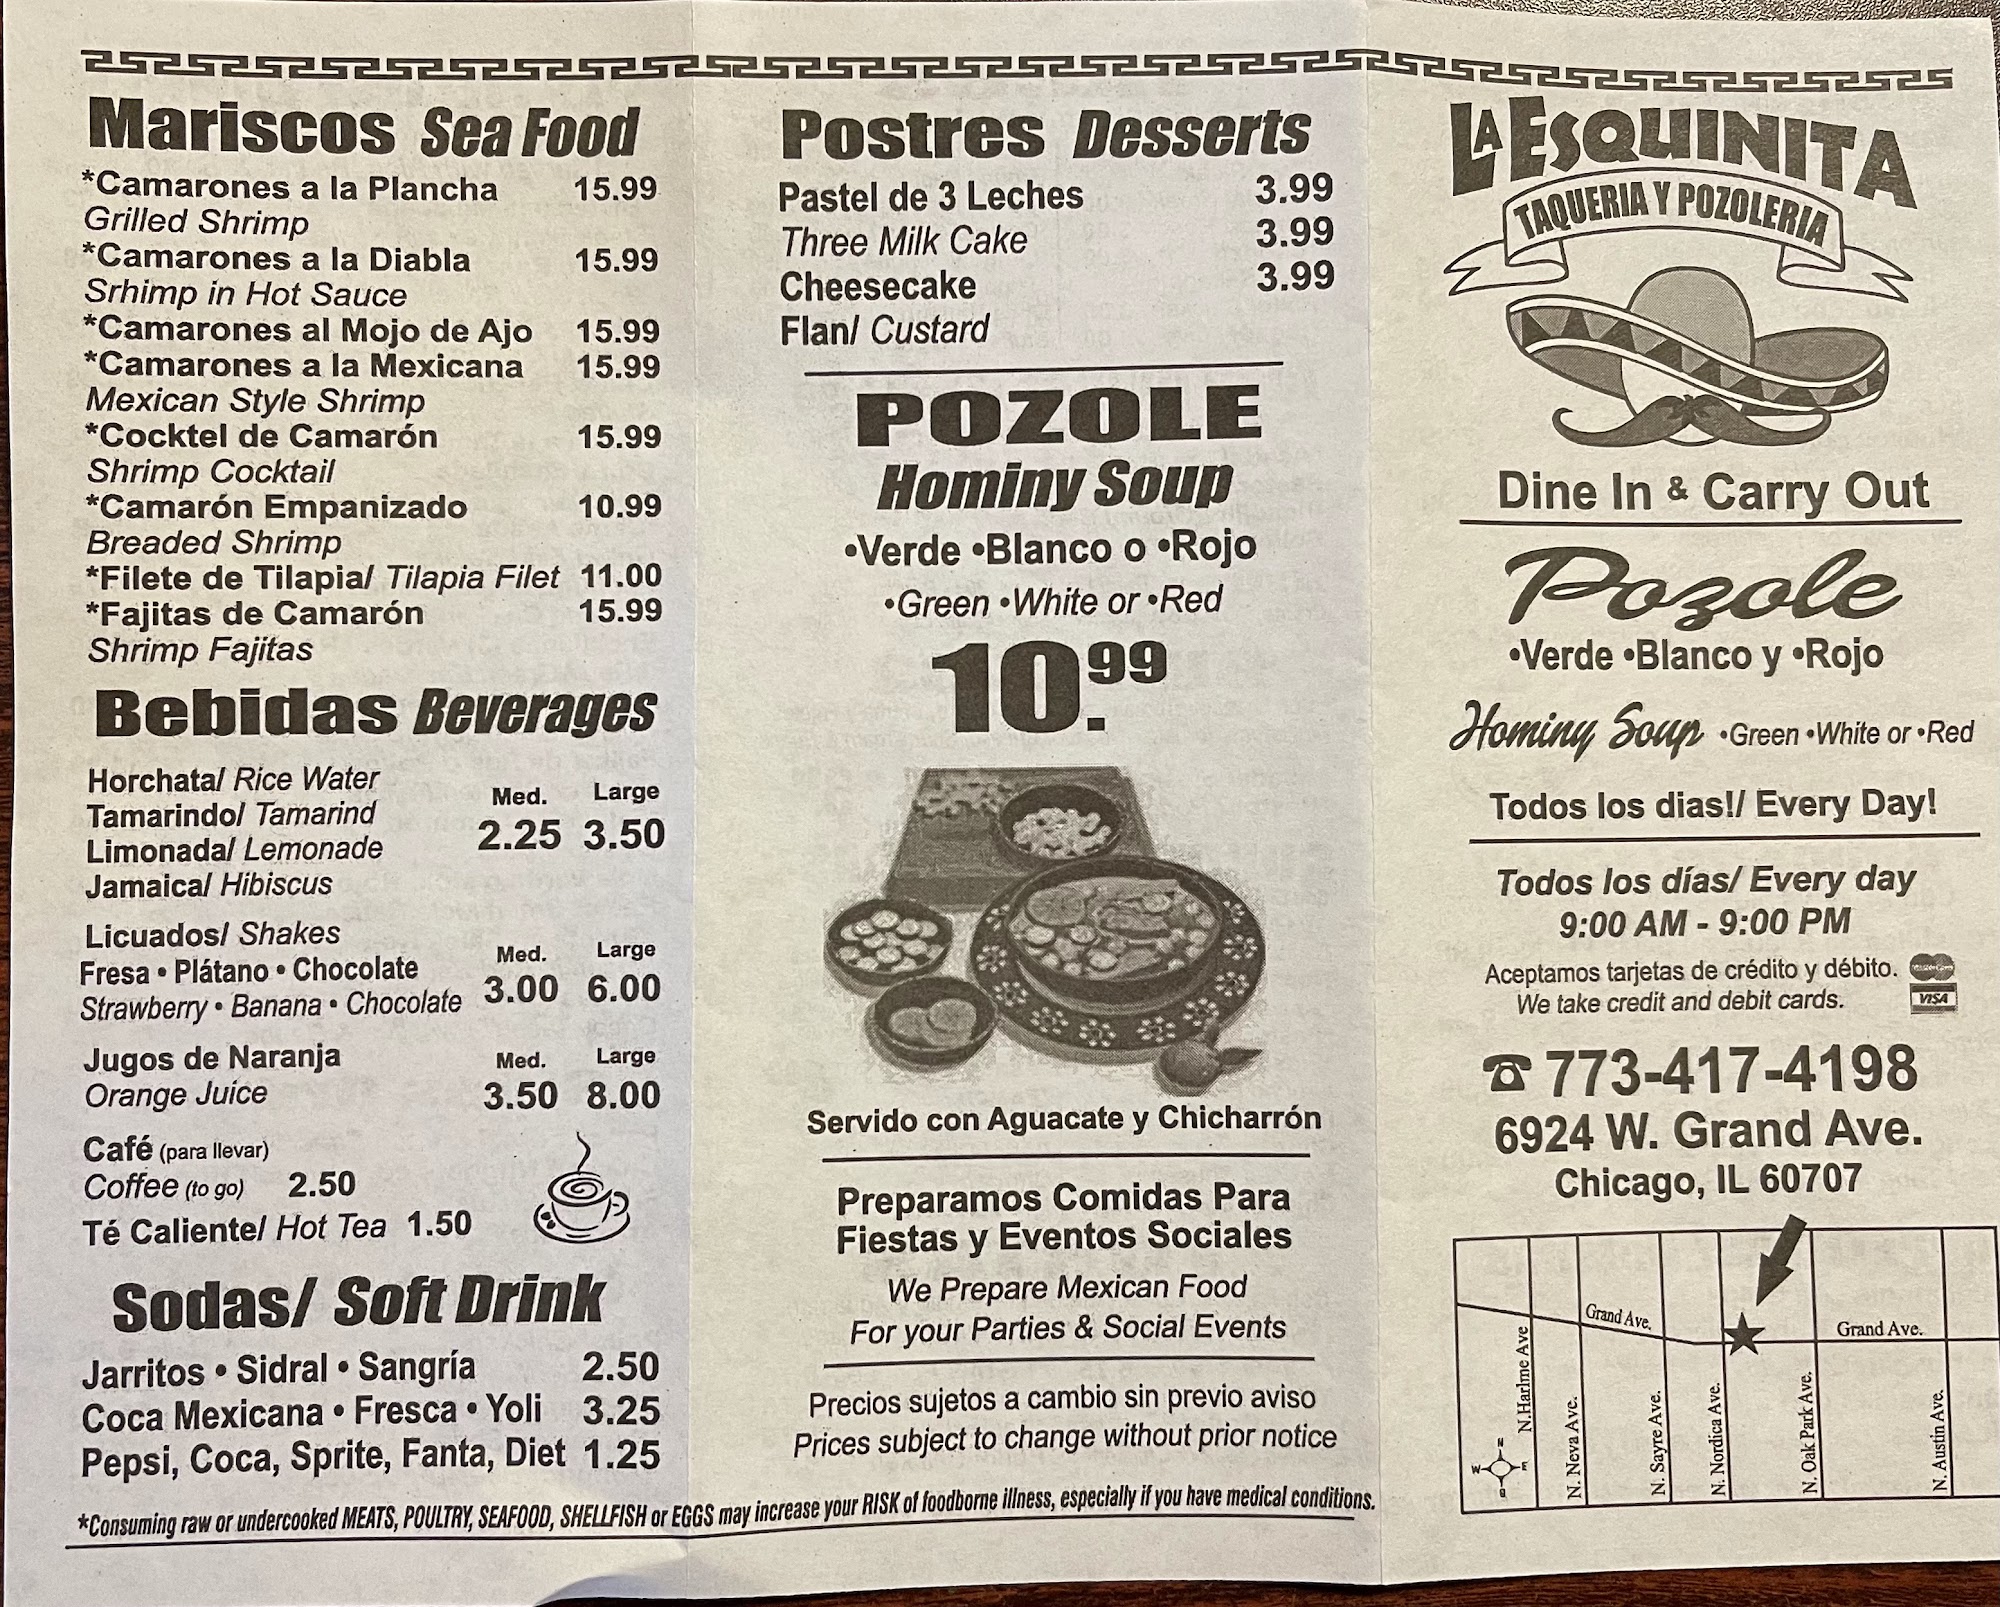 Mariscos Sea Food
*Camarones a la Plancha 15.99
Grilled Shrimp
*Camarones a la Diabla 15.99
Srhimp in Hot Sauce
*Camarones al Mojo de Ajo 15.99
*Camarones a la Mexicana 15.99
Mexican Style Shrimp
*Cocktel de Camarón 15.99
Shrimp Cocktail
*Camarón Empanizado 10.99
Breaded Shrimp
*Filete de Tilapia/ Tilapia Filet 11.00
*Fajitas de Camarón 15.99
Shrimp Fajitas
Bebidas Beverages
Horchata/ Rice Water
Tamarindo/ Tamarind
Limonada/ Lemonade
Jamaica/ Hibiscus
Med. Large
2.25 3.50
Licuados/ Shakes
Fresa • Plátano • Chocolate
Strawberry • Banana • Chocolate
Med. Large
3.00 6.00
Jugos de Naranja
Orange Juice
Med. Large
3.50 8.00
Café (para llevar)
Coffee (to go) 2.50
Té Caliente/ Hot Tea 1.50
Sodas/ Soft Drink
Jarritos • Sidral • Sangría 2.50
Coca Mexicana • Fresca • Yoli 3.25
Pepsi, Coca, Sprite, Fanta, Diet 1.25
*Consuming raw or undercooked MEATS, POULTRY, SEAFOOD, SHELLFISH or EGGS may increase your RISK of foodborne illness, especially if you have medical conditions.
Postres Desserts
Pastel de 3 Leches 3.99
Three Milk Cake 3.99
Cheesecake 3.99
Flan/ Custard
POZOLE
Hominy Soup
•Verde •Blanco o •Rojo
•Green •White or •Red
10.99
Servido con Aguacate y Chicharrón
Preparamos Comidas Para
Fiestas y Eventos Sociales
We Prepare Mexican Food
For your Parties & Social Events
Precios sujetos a cambio sin previo aviso
Prices subject to change without prior notice
LA ESQUINITA
TAQUERIA Y POZOLERIA
Dine In & Carry Out
Pozole
•Verde •Blanco y •Rojo
Hominy Soup •Green •White or •Red
Todos los dias!/ Every Day!
Todos los días/ Every day
9:00 AM - 9:00 PM
Aceptamos tarjetas de crédito y débito.
We take credit and debit cards.
MasterCard
VISA
☎ 773-417-4198
6924 W. Grand Ave.
Chicago, IL 60707
Grand Ave.
Grand Ave.
N.Harlme Ave
N. Neva Ave.
N. Sayre Ave.
N. Nordica Ave.
N. Oak Park Ave.
N. Austin Ave.
N
W E
S